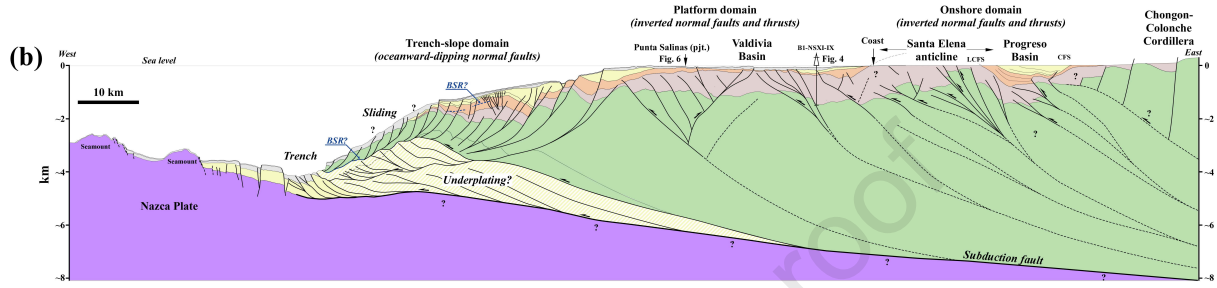 (b)
West
Sea level
Trench-slope domain
(oceanward-dipping normal faults)
Platform domain
(inverted normal faults and thrusts)
Onshore domain
(inverted normal faults and thrusts)
Chongon-
Colonche
Cordillera
East
Punta Salinas (pjt.)
Fig. 6
Valdivia
Basin
B1-NSXI-IX
Fig. 4
Coast
Santa Elena
anticline
LCFS
Progreso
Basin
CFS
0
−2
−4
−6
−8
km
0
−2
−4
−6
−8
10 km
BSR?
Sliding
?
?
BSR?
Trench
Seamount
Seamount
Underplating?
Nazca Plate
Subduction fault
?
?
?
?
?
?
?
?
?
?
?
roof